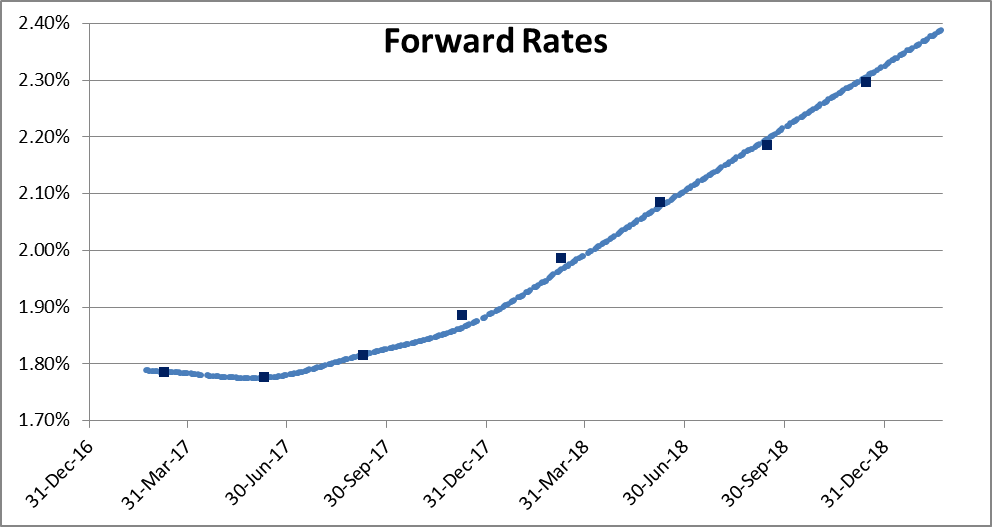 Forward Rates
2.40%
2.30%
2.20%
2.10%
2.00%
1.90%
1.80%
1.70%
31-Dec-16
31-Mar-17
30-Jun-17
30-Sep-17
31-Dec-17
31-Mar-18
30-Jun-18
30-Sep-18
31-Dec-18